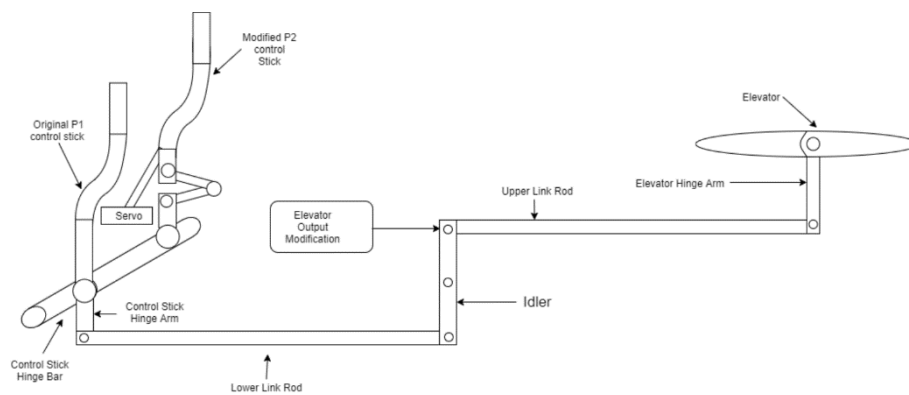 Modified P2
control
Stick
Original P1
control stick
Elevator
Servo
Elevator
Output
Modification
Upper Link Rod
Elevator Hinge Arm
Idler
Control Stick
Hinge Arm
Control Stick
Hinge Bar
Lower Link Rod